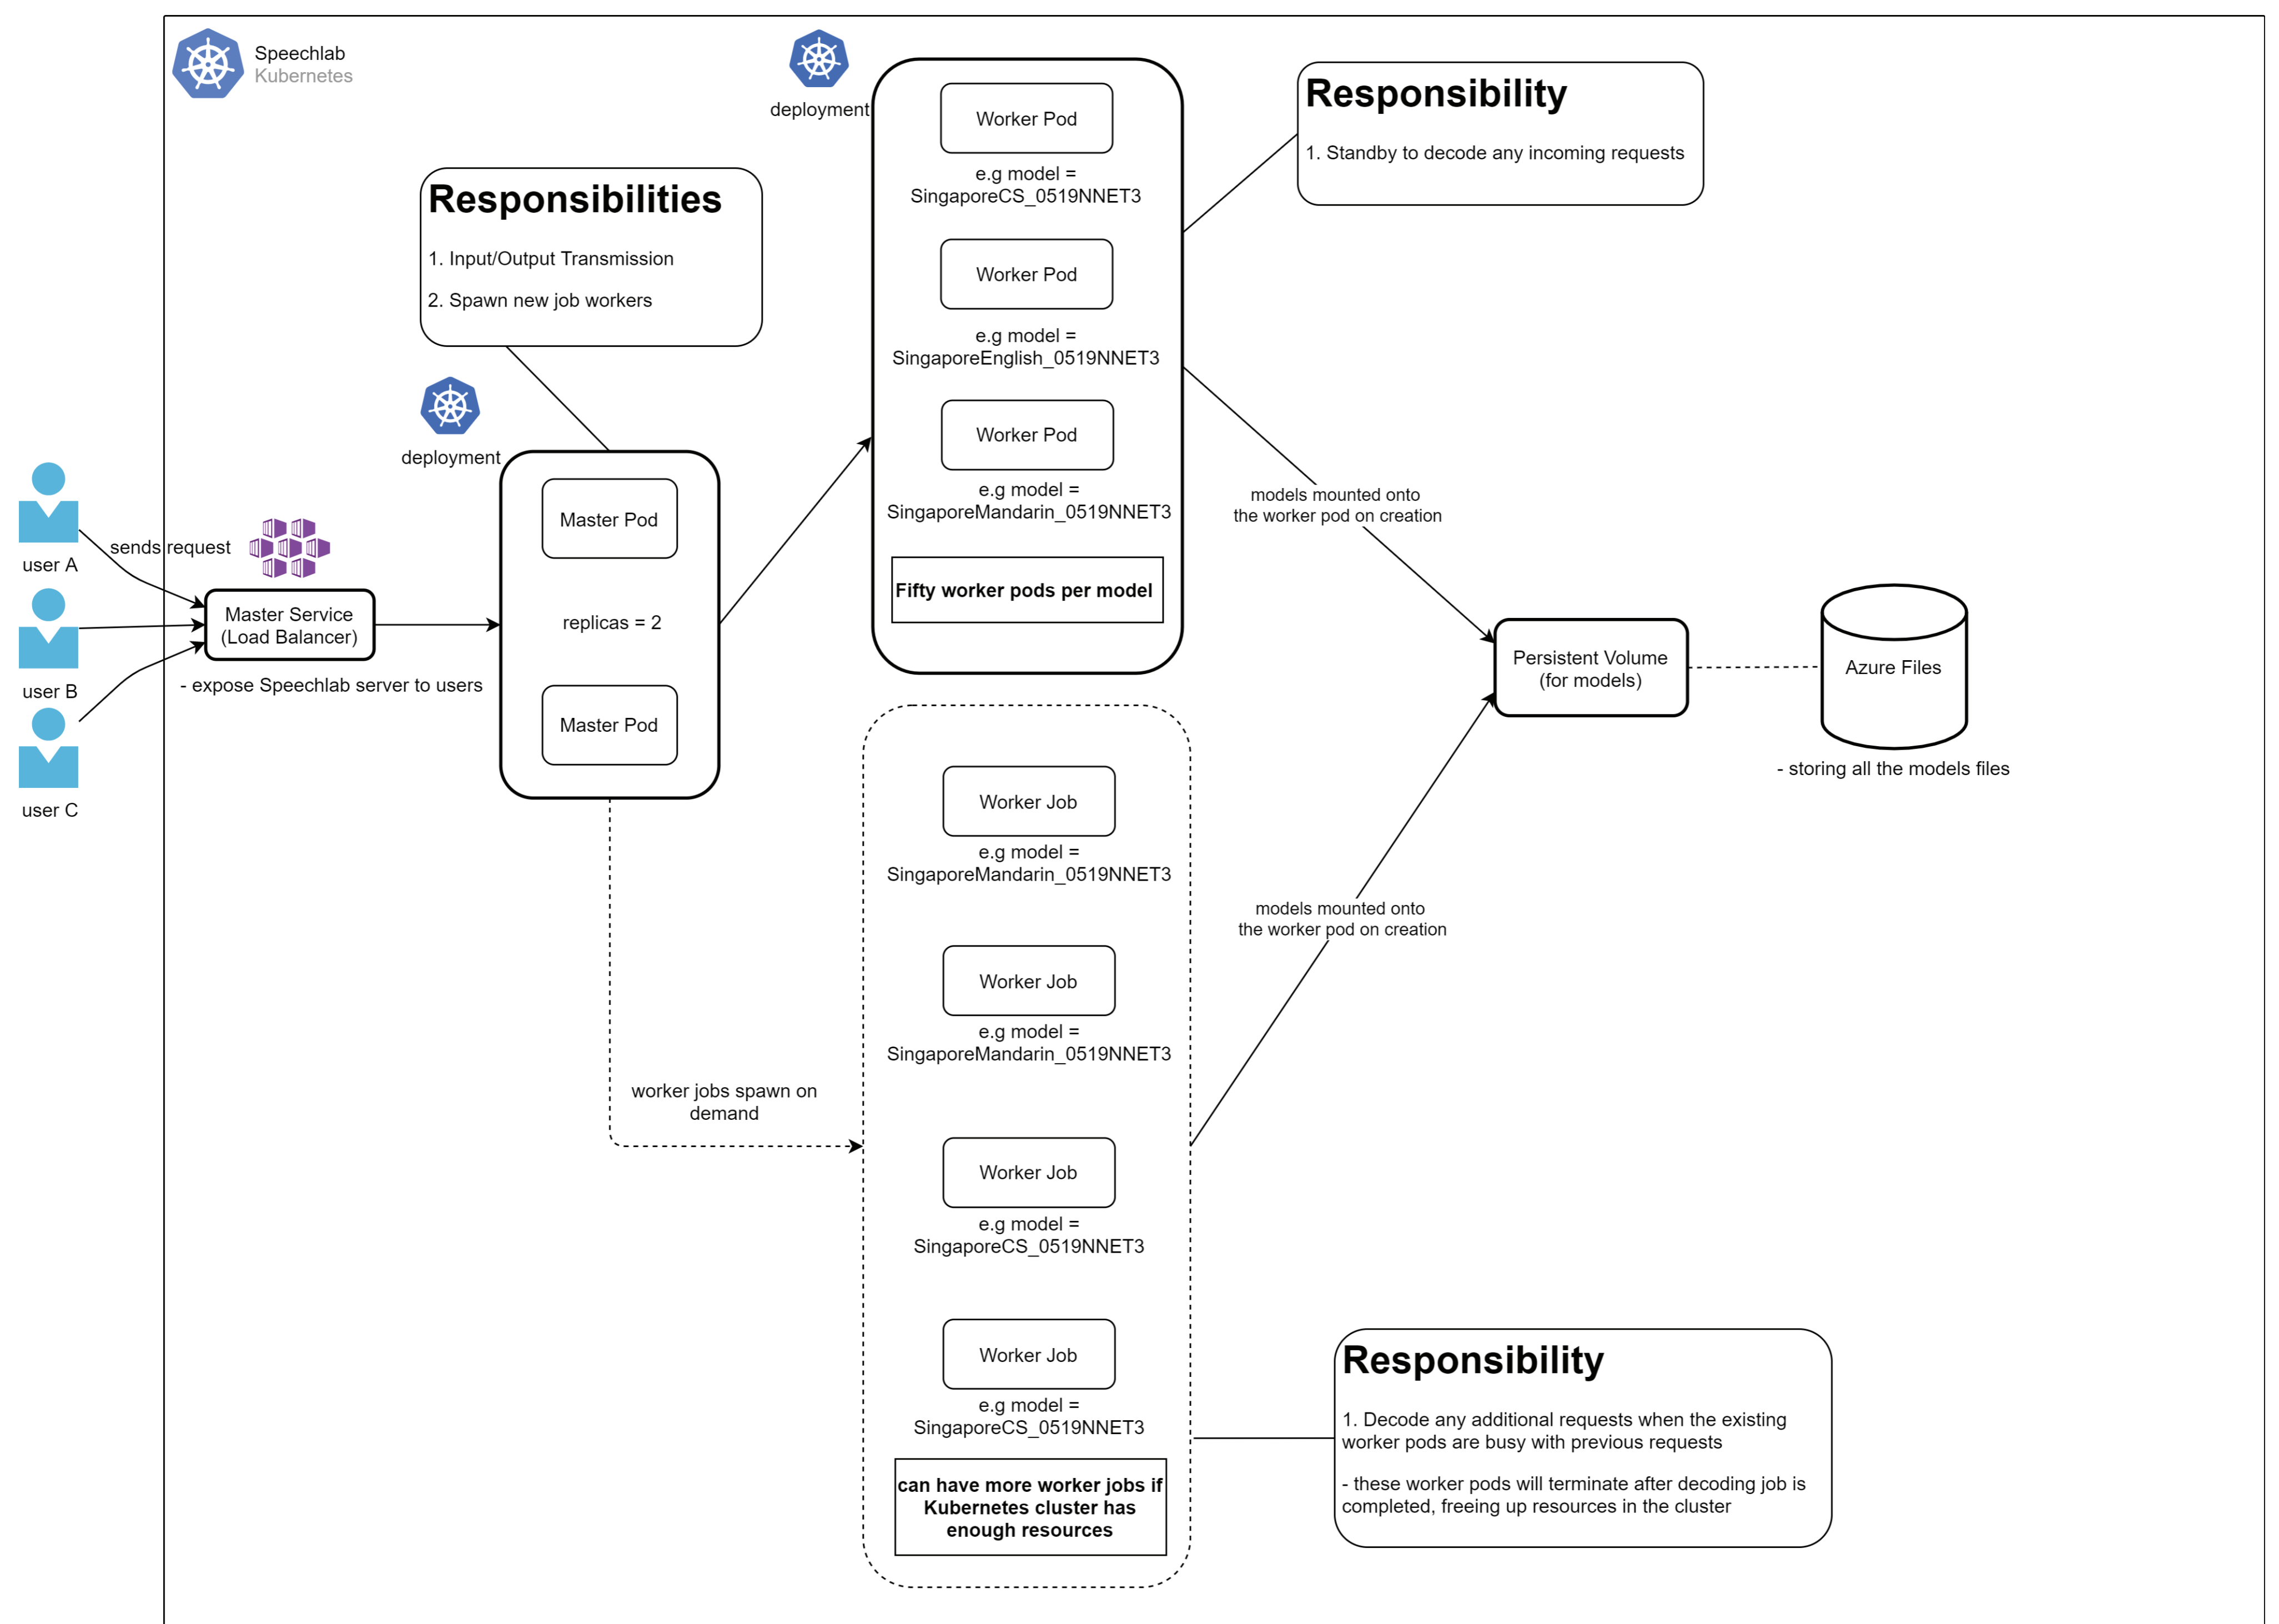 Speechlab
Kubernetes
deployment
Worker Pod
e.g model =
SingaporeCS_0519NNET3
Worker Pod
e.g model =
SingaporeEnglish_0519NNET3
Worker Pod
e.g model =
SingaporeMandarin_0519NNET3
Fifty worker pods per model
Responsibility
1. Standby to decode any incoming requests
Responsibilities
1. Input/Output Transmission
2. Spawn new job workers
deployment
Master Pod
replicas = 2
Master Pod
user A
user B
user C
sends request
Master Service
(Load Balancer)
- expose Speechlab server to users
models mounted onto
the worker pod on creation
Persistent Volume
(for models)
Azure Files
- storing all the models files
worker jobs spawn on
demand
Worker Job
e.g model =
SingaporeMandarin_0519NNET3
Worker Job
e.g model =
SingaporeMandarin_0519NNET3
Worker Job
e.g model =
SingaporeCS_0519NNET3
Worker Job
e.g model =
SingaporeCS_0519NNET3
can have more worker jobs if
Kubernetes cluster has
enough resources
models mounted onto
the worker pod on creation
Responsibility
1. Decode any additional requests when the existing
worker pods are busy with previous requests
- these worker pods will terminate after decoding job is
completed, freeing up resources in the cluster